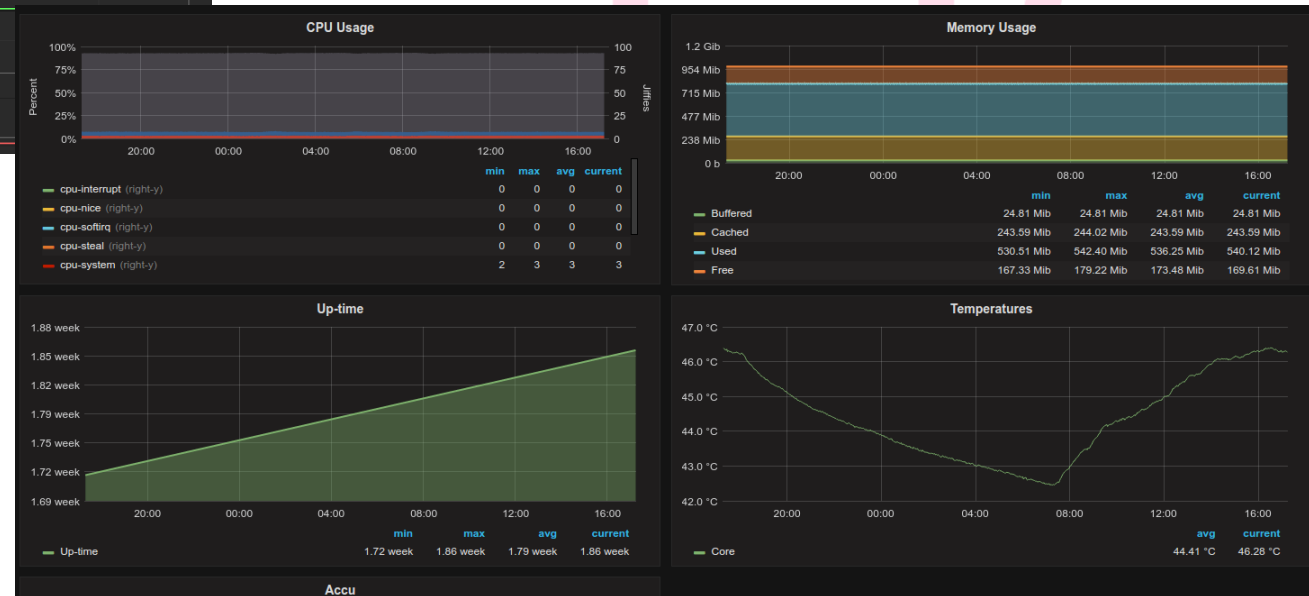 CPU Usage
100%
75%
50%
25%
0%
Percent
100
75
50
25
0
Jiffies
20:00 00:00 04:00 08:00 12:00 16:00
min max avg current
cpu-interrupt (right-y) 0 0 0 0
cpu-nice (right-y) 0 0 0 0
cpu-softirq (right-y) 0 0 0 0
cpu-steal (right-y) 0 0 0 0
cpu-system (right-y) 2 3 3 3
Memory Usage
1.2 Gib
954 Mib
715 Mib
477 Mib
238 Mib
0 b
20:00 00:00 04:00 08:00 12:00 16:00
min max avg current
Buffered 24.81 Mib 24.81 Mib 24.81 Mib 24.81 Mib
Cached 243.59 Mib 244.02 Mib 243.59 Mib 243.59 Mib
Used 530.51 Mib 542.40 Mib 536.25 Mib 540.12 Mib
Free 167.33 Mib 179.22 Mib 173.48 Mib 169.61 Mib
Up-time
1.88 week
1.85 week
1.82 week
1.79 week
1.75 week
1.72 week
1.69 week
20:00 00:00 04:00 08:00 12:00 16:00
min max avg current
Up-time 1.72 week 1.86 week 1.79 week 1.86 week
Temperatures
47.0 °C
46.0 °C
45.0 °C
44.0 °C
43.0 °C
42.0 °C
20:00 00:00 04:00 08:00 12:00 16:00
avg current
Core 44.41 °C 46.28 °C
Accu